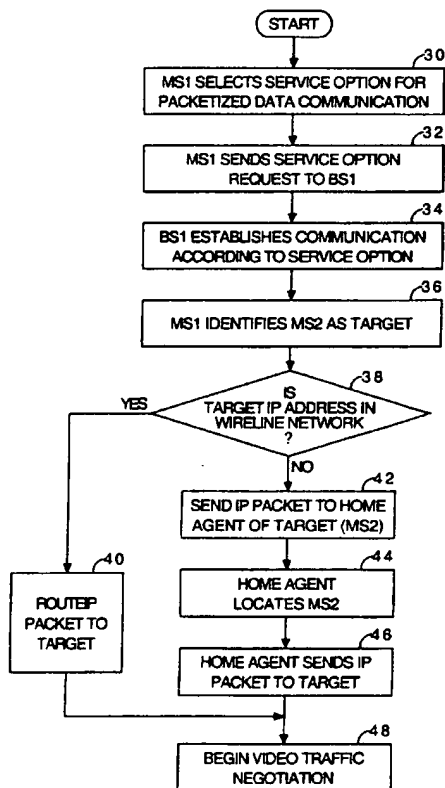 START
30
MS1 SELECTS SERVICE OPTION FOR
PACKETIZED DATA COMMUNICATION
32
MS1 SENDS SERVICE OPTION
REQUEST TO BS1
34
BS1 ESTABLISHES COMMUNICATION
ACCORDING TO SERVICE OPTION
36
MS1 IDENTIFIES MS2 AS TARGET
38
IS
TARGET IP ADDRESS IN
WIRELINE NETWORK
?
YES
NO
42
SEND IP PACKET TO HOME
AGENT OF TARGET (MS2)
44
HOME AGENT
LOCATES MS2
40
ROUTEIP
PACKET TO
TARGET
46
HOME AGENT SENDS IP
PACKET TO TARGET
48
BEGIN VIDEO TRAFFIC
NEGOTIATION